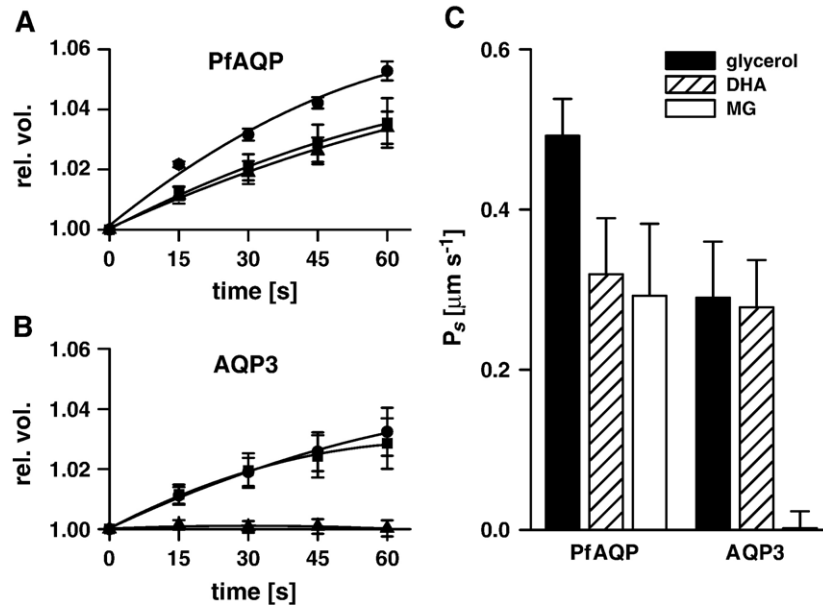 A
PfAQP
1.06
1.04
1.02
1.00
rel. vol.
0 15 30 45 60
time [s]
B
AQP3
1.06
1.04
1.02
1.00
rel. vol.
0 15 30 45 60
time [s]
C
0.6
0.4
0.2
0.0
Ps [μm s-1]
glycerol
DHA
MG
PfAQP AQP3